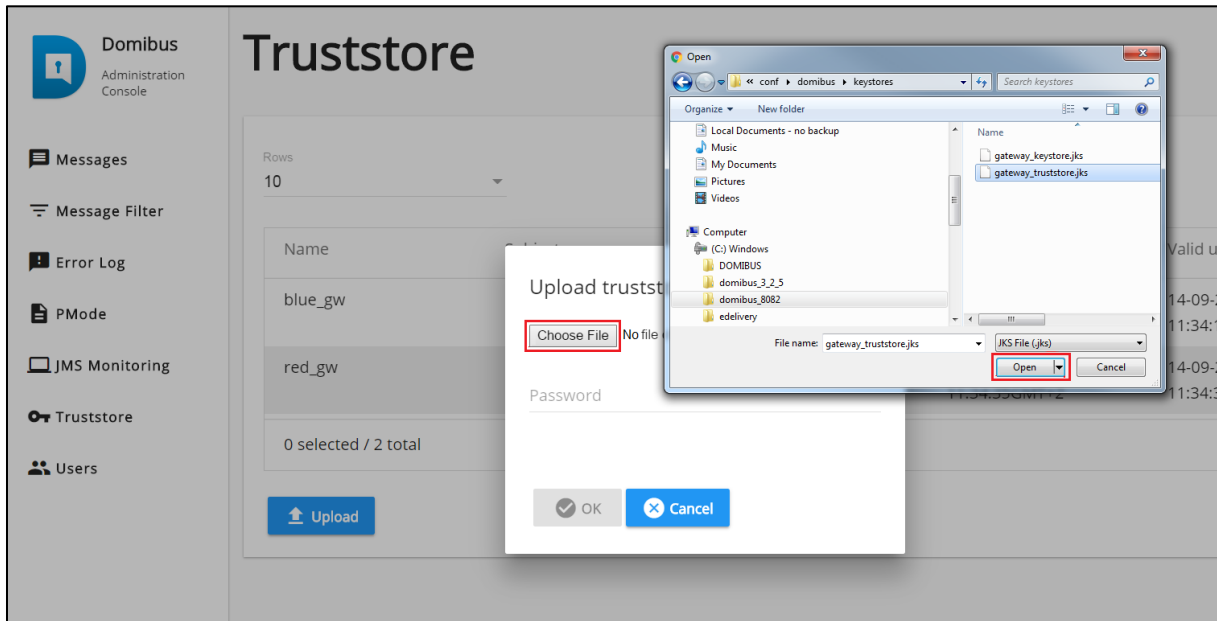 Domibus
Administration
Console
Messages
Message Filter
Error Log
PMode
JMS Monitoring
Truststore
Users
Truststore
Rows
10
Name
Valid u
blue_gw
14-09-2
11:34:1
red_gw
14-09-2
11:34:3
0 selected / 2 total
Upload
Upload trustst
Choose File No file
Password
OK Cancel
Open
« conf domibus keystores Search keystores
Organize New folder
Local Documents - no backup
Music
My Documents
Pictures
Videos
Computer
(C:) Windows
DOMIBUS
domibus_3_2_5
domibus_8082
edelivery
Name
gateway_keystore.jks
gateway_truststore.jks
File name: gateway_truststore.jks JKS File (.jks)
Open Cancel